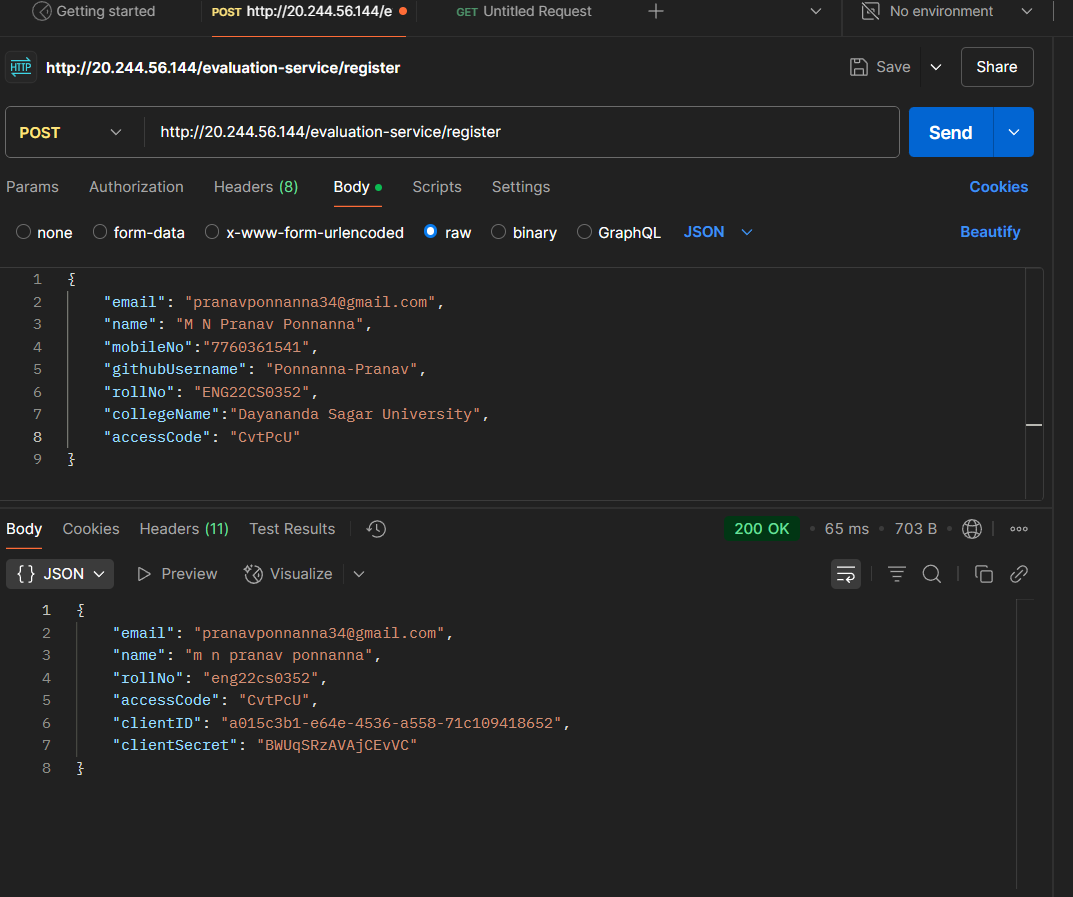 Getting started POST http://20.244.56.144/e GET Untitled Request No environment
HTTP http://20.244.56.144/evaluation-service/register Save Share
POST http://20.244.56.144/evaluation-service/register Send
Params Authorization Headers (8) Body Scripts Settings Cookies
none form-data x-www-form-urlencoded raw binary GraphQL JSON Beautify
1 {
2 "email": "pranavponnanna34@gmail.com",
3 "name": "M N Pranav Ponnanna",
4 "mobileNo":"7760361541",
5 "githubUsername": "Ponnanna-Pranav",
6 "rollNo": "ENG22CS0352",
7 "collegeName":"Dayananda Sagar University",
8 "accessCode": "CvtPcU"
9 }
Body Cookies Headers (11) Test Results 200 OK • 65 ms • 703 B •
{} JSON Preview Visualize
1 {
2 "email": "pranavponnanna34@gmail.com",
3 "name": "m n pranav ponnanna",
4 "rollNo": "eng22cs0352",
5 "accessCode": "CvtPcU",
6 "clientID": "a015c3b1-e64e-4536-a558-71c109418652",
7 "clientSecret": "BWUqSRzAVAjCEvVC"
8 }